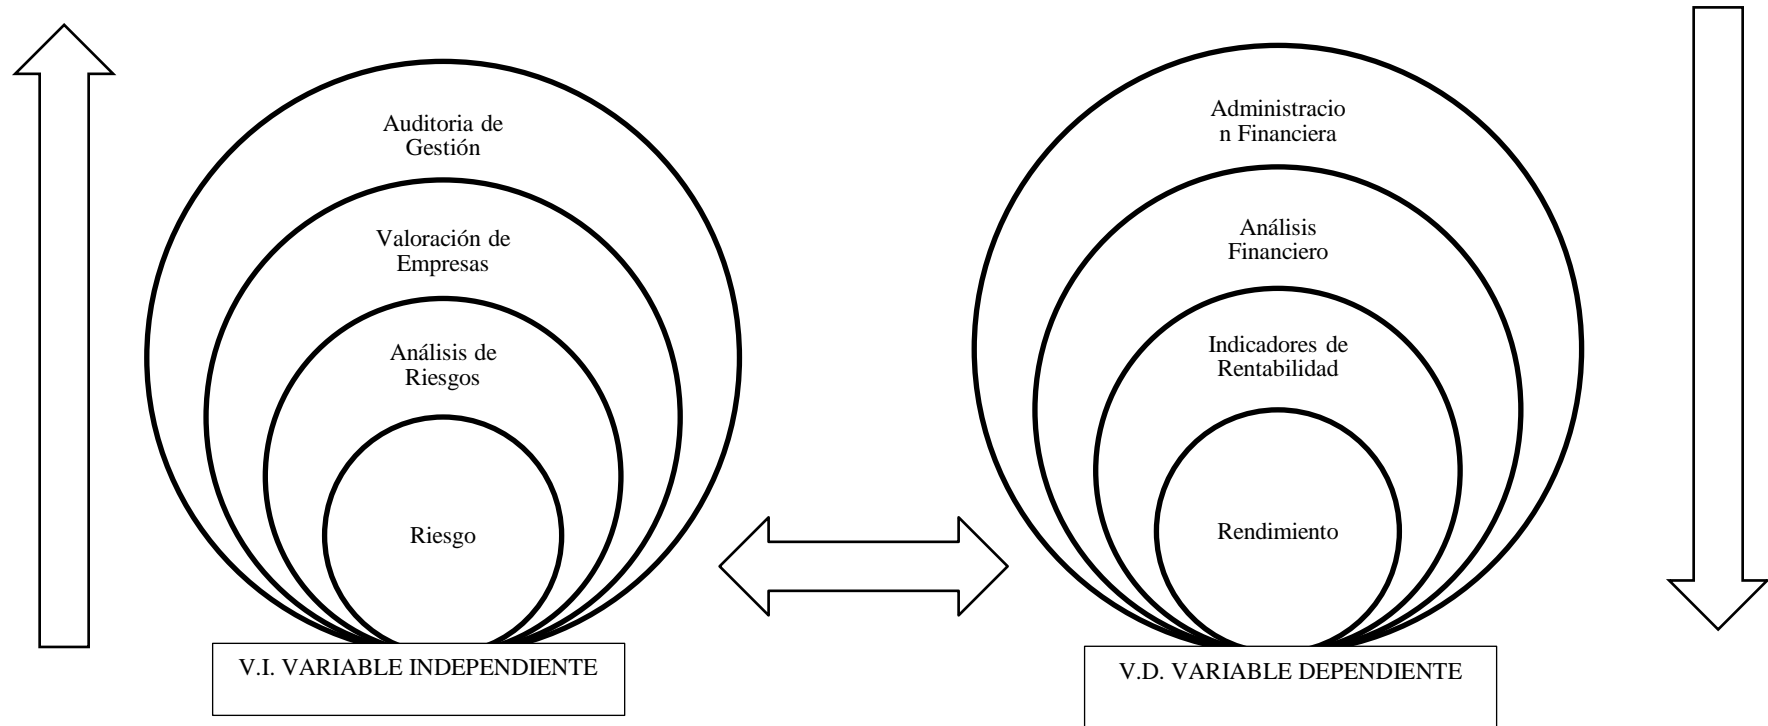 Auditoria de
Gestión
Valoración de
Empresas
Análisis de
Riesgos
Riesgo
V.I. VARIABLE INDEPENDIENTE
Administracio
n Financiera
Análisis
Financiero
Indicadores de
Rentabilidad
Rendimiento
V.D. VARIABLE DEPENDIENTE